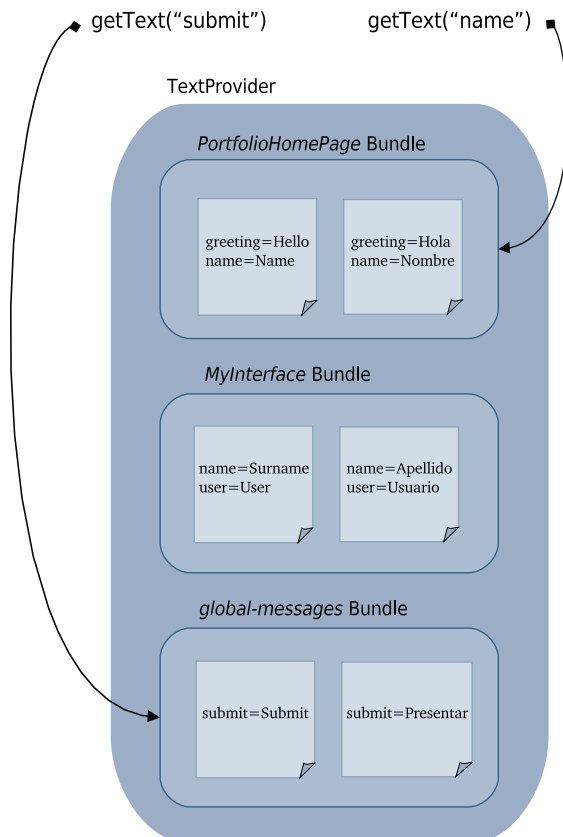 getText(“submit”)
getText(“name”)
TextProvider
PortfolioHomePage Bundle
greeting=Hello
name=Name
greeting=Hola
name=Nombre
MyInterface Bundle
name=Surname
user=User
name=Apellido
user=Usuario
global-messages Bundle
submit=Submit
submit=Presentar